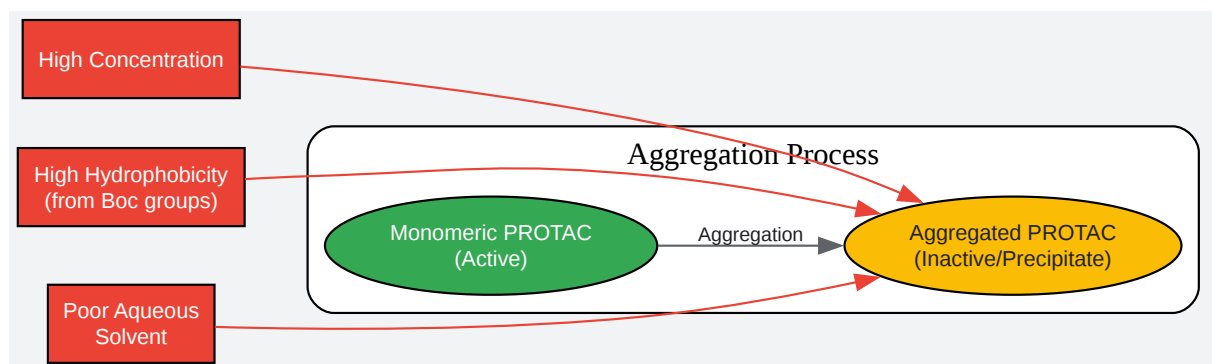 High Concentration
Aggregation Process
High Hydrophobicity
(from Boc groups)
Monomeric PROTAC
(Active)
Aggregation
Aggregated PROTAC
(Inactive/Precipitate)
Poor Aqueous
Solvent